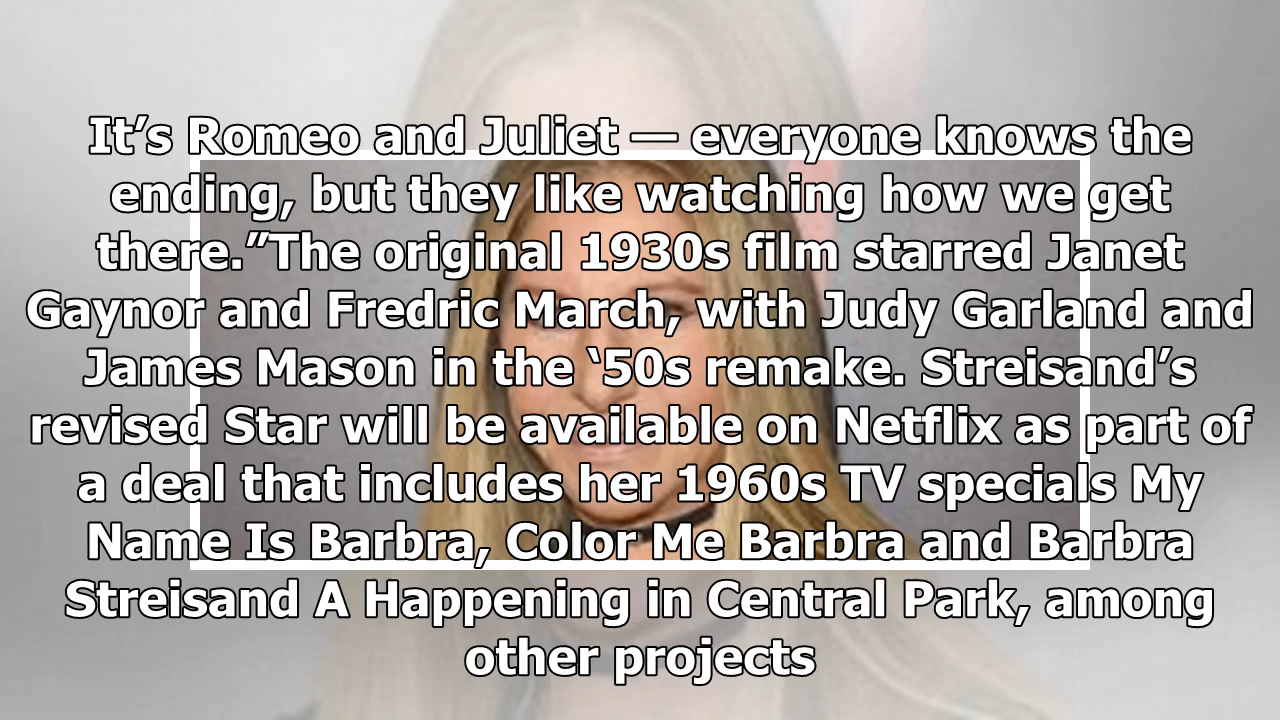 It’s Romeo and Juliet — everyone knows the
ending, but they like watching how we get
there.”The original 1930s film starred Janet
Gaynor and Fredric March, with Judy Garland and
James Mason in the ‘50s remake. Streisand’s
revised Star will be available on Netflix as part of
a deal that includes her 1960s TV specials My
Name Is Barbra, Color Me Barbra and Barbra
Streisand A Happening in Central Park, among
other projects